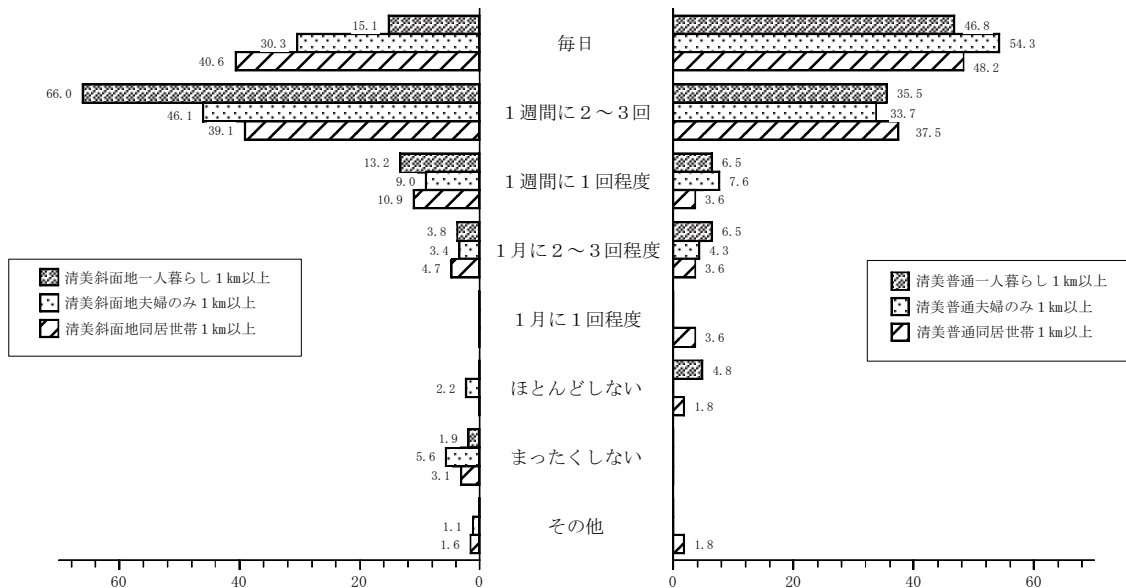 15.1 毎日 46.8
30.3 54.3
40.6 48.2
66.0 1週間に2～3回 35.5
46.1 33.7
39.1 37.5
13.2 1週間に1回程度 6.5
9.0 7.6
10.9 3.6
3.8 1月に2～3回程度 6.5
3.4 4.3
4.7 3.6
清美斜面地一人暮らし1㎞以上
清美斜面地夫婦のみ1㎞以上
清美斜面地同居世帯1㎞以上
清美普通一人暮らし1㎞以上
清美普通夫婦のみ1㎞以上
清美普通同居世帯1㎞以上
1月に1回程度
3.6
ほとんどしない 4.8
2.2
1.8
1.9 まったくしない
5.6
3.1
その他
1.1
1.6 1.8
60 40 20 0 0 20 40 60